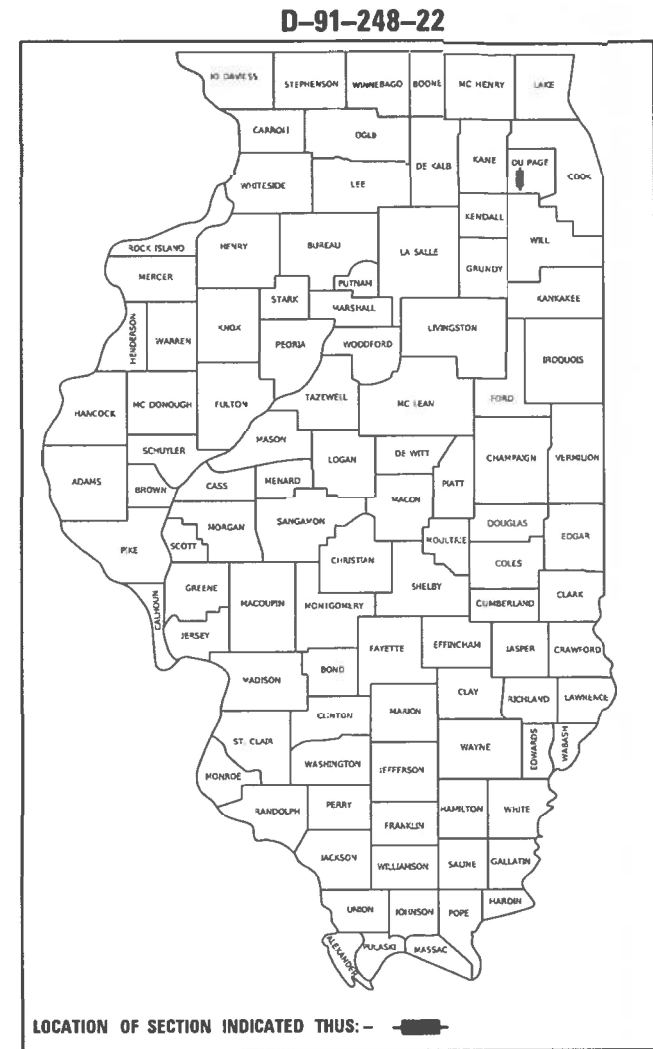 D-91-248-22
JO DAVIESS STEPHENSON WINNEBAGO BOONE MC HENRY LAKE
CARROLL OGLE DE KALB KANE DU PAGE COOK
WHITESIDE LEE
KENDALL
ROCK ISLAND HENRY BUREAU LA SALLE WILL
MERCER PUTNAM GRUNDY
STARK MARSHALL KANKAKEE
HENDERSON WARREN KNOX PEORIA WOODFORD LIVINGSTON IROQUOIS
HANCOCK MC DONOUGH FULTON TAZEWELL MC LEAN FORD
MASON
SCHUYLER LOGAN DE WITT CHAMPAIGN VERMILION
ADAMS BROWN CASS MENARD PIATT
MACON
PIKE SCOTT MORGAN SANGAMON MOULTRIE DOUGLAS EDGAR
CHRISTIAN COLES
CALHOUN GREENE MACOUPIN MONTGOMERY SHELBY CUMBERLAND CLARK
JERSEY
FAYETTE EFFINGHAM JASPER CRAWFORD
BOND
MADISON CLAY RICHLAND LAWRENCE
CLINTON MARION
ST. CLAIR WAYNE EDWARDS WABASH
WASHINGTON JEFFERSON
MONROE
RANDOLPH PERRY HAMILTON WHITE
FRANKLIN
JACKSON WILLIAMSON SALINE GALLATIN
HARDIN
UNION JOHNSON POPE
ALEXANDER PULASKI MASSAC
LOCATION OF SECTION INDICATED THUS: -